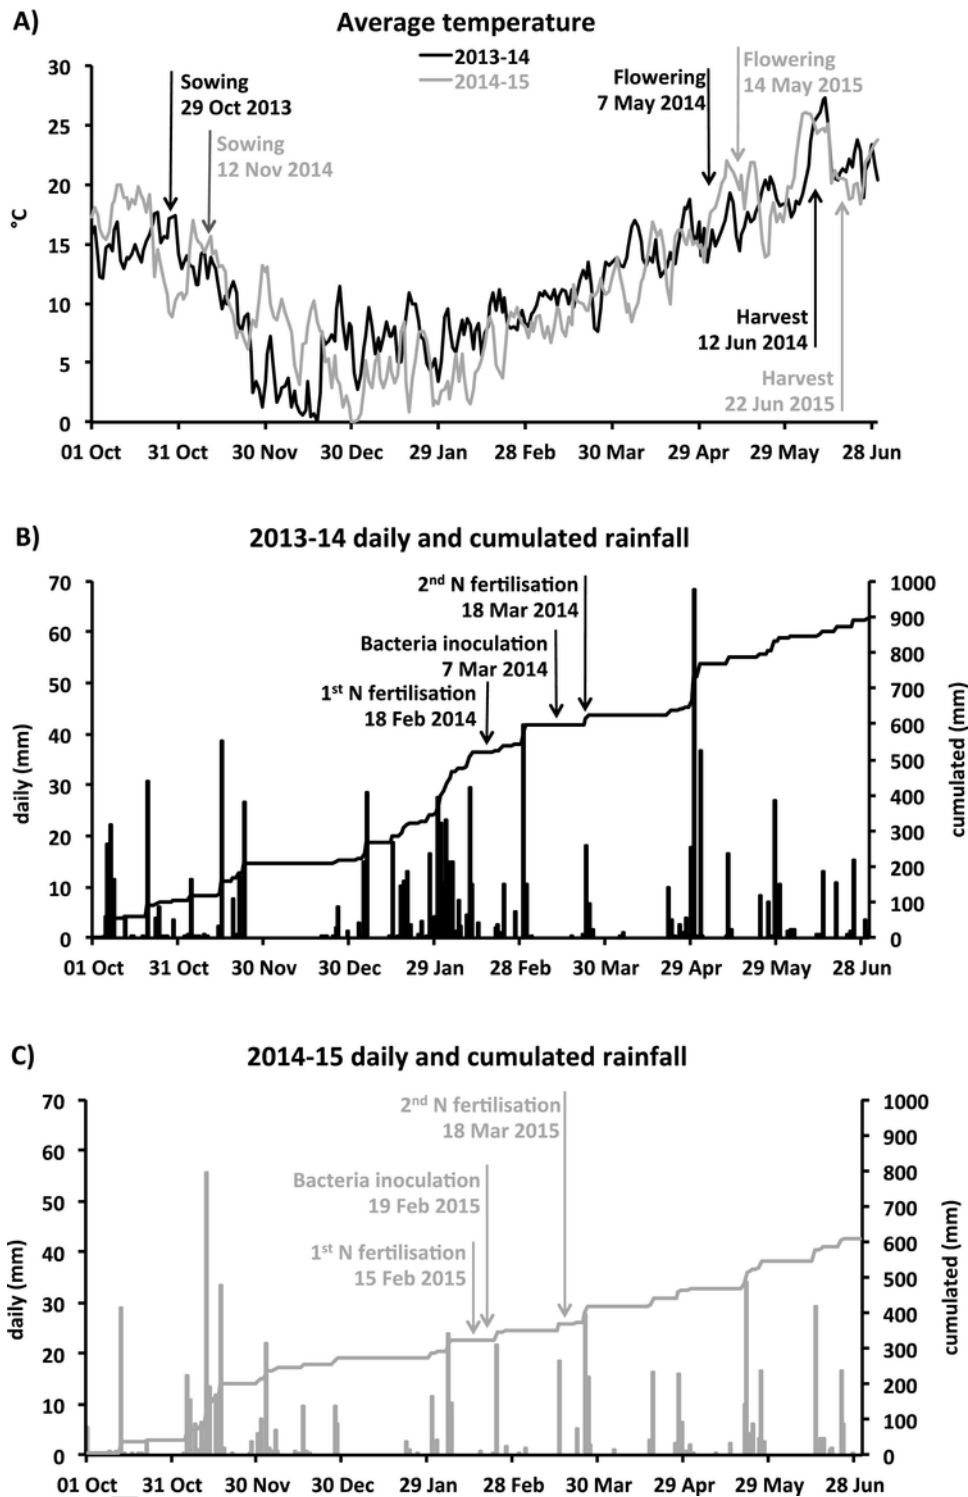 A)
Average temperature
2013-14
2014-15
30
25
20
15
10
5
0
°C
Sowing
29 Oct 2013
Sowing
12 Nov 2014
Flowering
7 May 2014
Flowering
14 May 2015
Harvest
12 Jun 2014
Harvest
22 Jun 2015
01 Oct 31 Oct 30 Nov 30 Dec 29 Jan 28 Feb 30 Mar 29 Apr 29 May 28 Jun
B)
2013-14 daily and cumulated rainfall
70
60
50
40
30
20
10
0
daily (mm)
2nd N fertilisation
18 Mar 2014
Bacteria inoculation
7 Mar 2014
1st N fertilisation
18 Feb 2014
1000
900
800
700
600
500
400
300
200
100
0
cumulated (mm)
01 Oct 31 Oct 30 Nov 30 Dec 29 Jan 28 Feb 30 Mar 29 Apr 29 May 28 Jun
C)
2014-15 daily and cumulated rainfall
70
60
50
40
30
20
10
0
daily (mm)
2nd N fertilisation
18 Mar 2015
Bacteria inoculation
19 Feb 2015
1st N fertilisation
15 Feb 2015
1000
900
800
700
600
500
400
300
200
100
0
cumulated (mm)
01 Oct 31 Oct 30 Nov 30 Dec 29 Jan 28 Feb 30 Mar 29 Apr 29 May 28 Jun